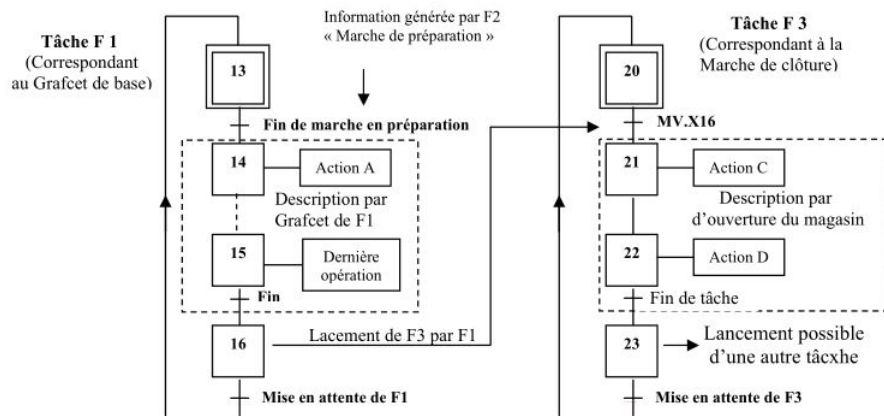 Tâche F 1
(Correspondant
au Grafcet de base)
Information générée par F2
« Marche de préparation »
13
Fin de marche en préparation
14
Action A
Description par
Grafcet de F1
15
Dernière
opération
Fin
16
Lacement de F3 par F1
Mise en attente de F1
Tâche F 3
(Correspondant à la
Marche de clôture)
20
MV.X16
21
Action C
Description par
d'ouverture du magasin
22
Action D
Fin de tâche
23
Lancement possible
d'une autre tâcxhe
Mise en attente de F3